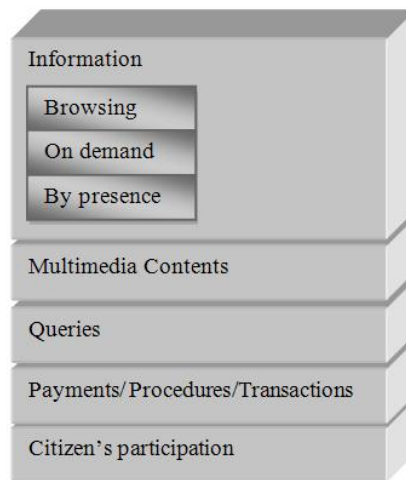 Information
Browsing
On demand
By presence
Multimedia Contents
Queries
Payments/ Procedures/Transactions
Citizen’s participation